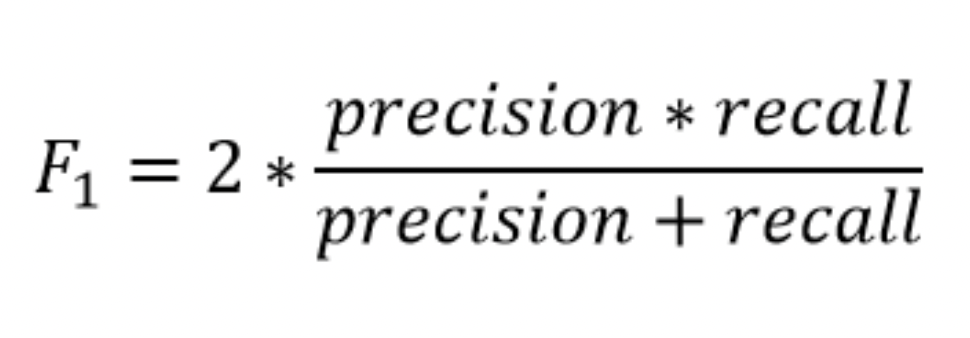 F₁ = 2 * precision * recall / precision + recall